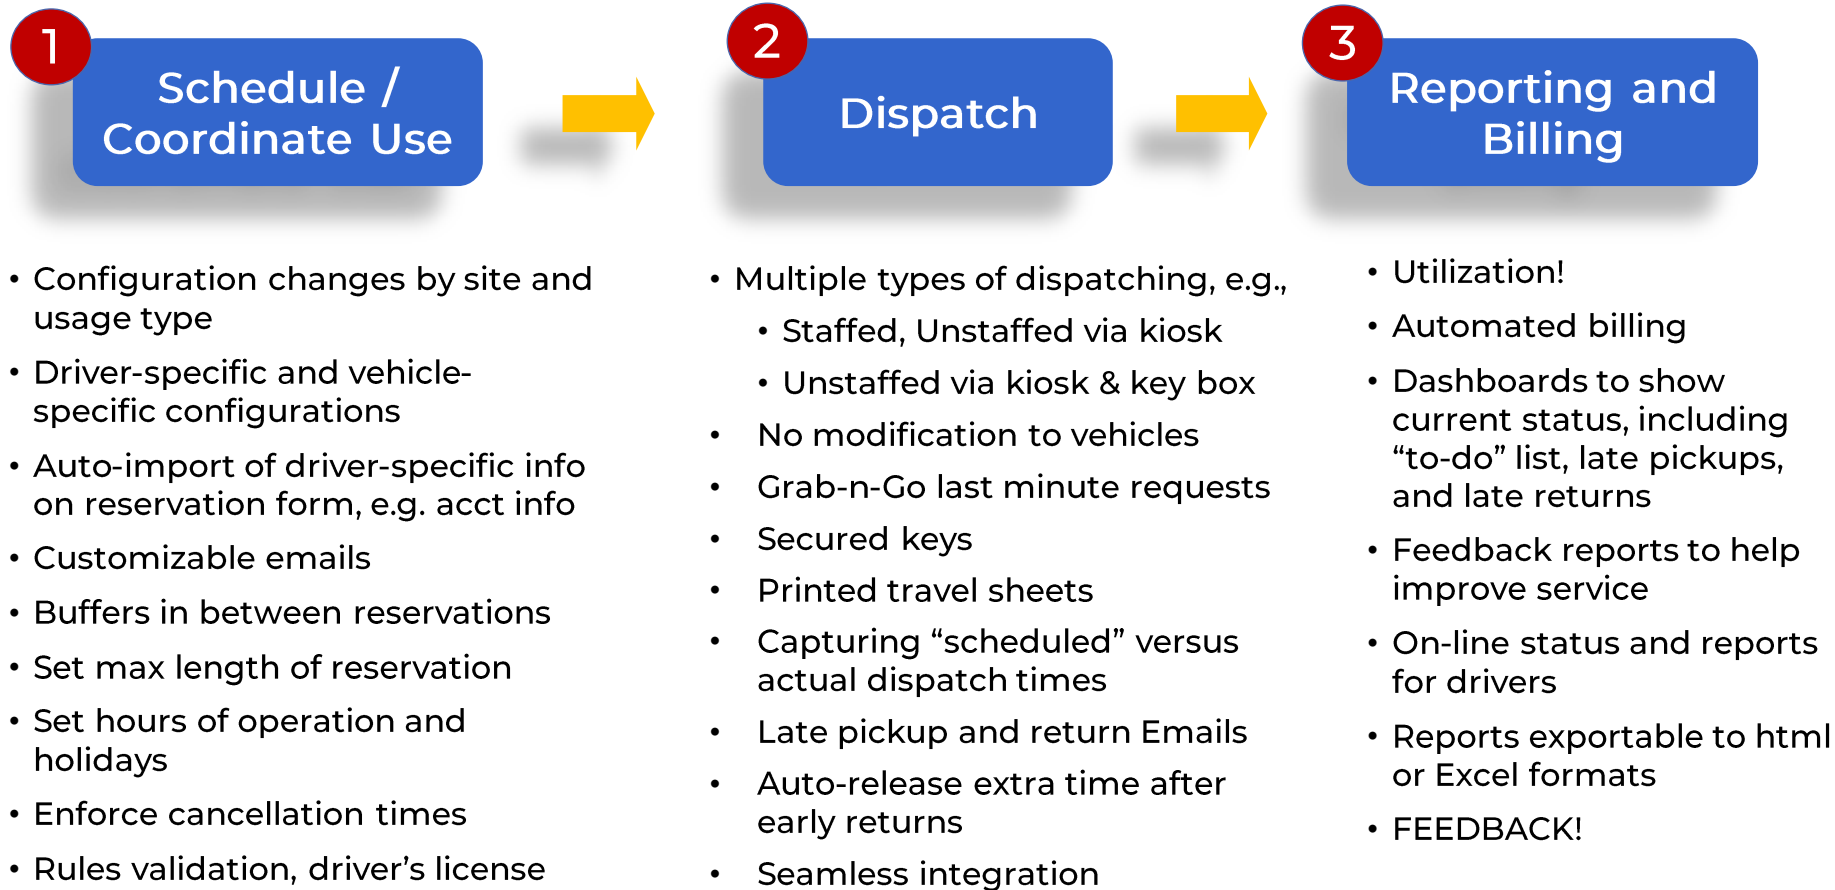 1
Schedule /
Coordinate Use
• Configuration changes by site and
usage type
• Driver-specific and vehicle-
specific configurations
• Auto-import of driver-specific info
on reservation form, e.g. acct info
• Customizable emails
• Buffers in between reservations
• Set max length of reservation
• Set hours of operation and
holidays
• Enforce cancellation times
• Rules validation, driver’s license
2
Dispatch
• Multiple types of dispatching, e.g.,
• Staffed, Unstaffed via kiosk
• Unstaffed via kiosk & key box
• No modification to vehicles
• Grab-n-Go last minute requests
• Secured keys
• Printed travel sheets
• Capturing “scheduled” versus
actual dispatch times
• Late pickup and return Emails
• Auto-release extra time after
early returns
• Seamless integration
3
Reporting and
Billing
• Utilization!
• Automated billing
• Dashboards to show
current status, including
“to-do” list, late pickups,
and late returns
• Feedback reports to help
improve service
• On-line status and reports
for drivers
• Reports exportable to html
or Excel formats
• FEEDBACK!